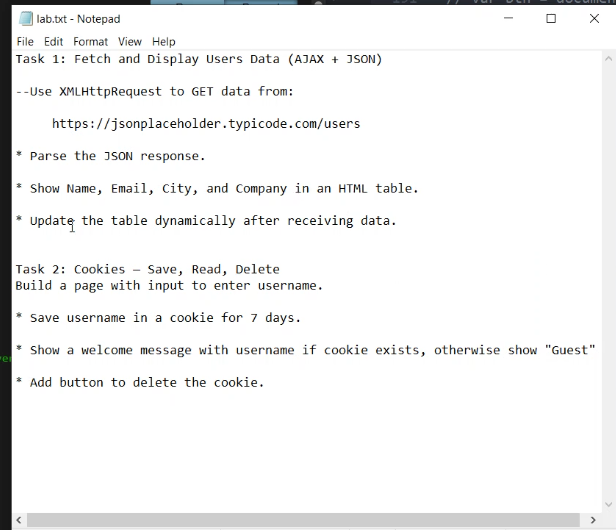 291 // var btn = documen
lab.txt - Notepad
File Edit Format View Help
Task 1: Fetch and Display Users Data (AJAX + JSON)
--Use XMLHttpRequest to GET data from:
https://jsonplaceholder.typicode.com/users
* Parse the JSON response.
* Show Name, Email, City, and Company in an HTML table.
* Update the table dynamically after receiving data.
Task 2: Cookies – Save, Read, Delete
Build a page with input to enter username.
* Save username in a cookie for 7 days.
* Show a welcome message with username if cookie exists, otherwise show "Guest"
* Add button to delete the cookie.